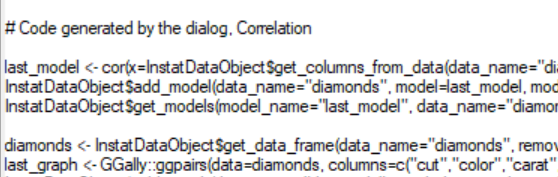 # Code generated by the dialog, Correlation
last_model <- cor(x=InstatDataObject$get_columns_from_data(data_name="dia
InstatDataObject$add_model(data_name="diamonds", model=last_model, mod
InstatDataObject$get_models(model_name="last_model", data_name="diamon
diamonds <- InstatDataObject$get_data_frame(data_name="diamonds", remov
last_graph <- GGally::ggpairs(data=diamonds, columns=c("cut","color","carat"